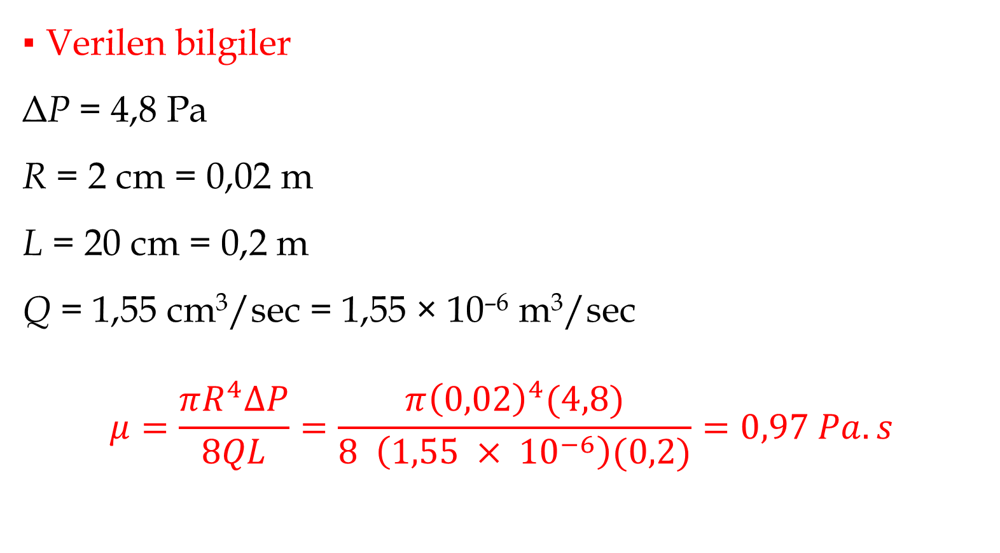 ▪ Verilen bilgiler
ΔP = 4,8 Pa
R = 2 cm = 0,02 m
L = 20 cm = 0,2 m
Q = 1,55 cm³/sec = 1,55 × 10⁻⁶ m³/sec
μ = πR⁴ΔP / 8QL = π(0,02)⁴(4,8) / 8 (1,55 × 10⁻⁶)(0,2) = 0,97 Pa.s